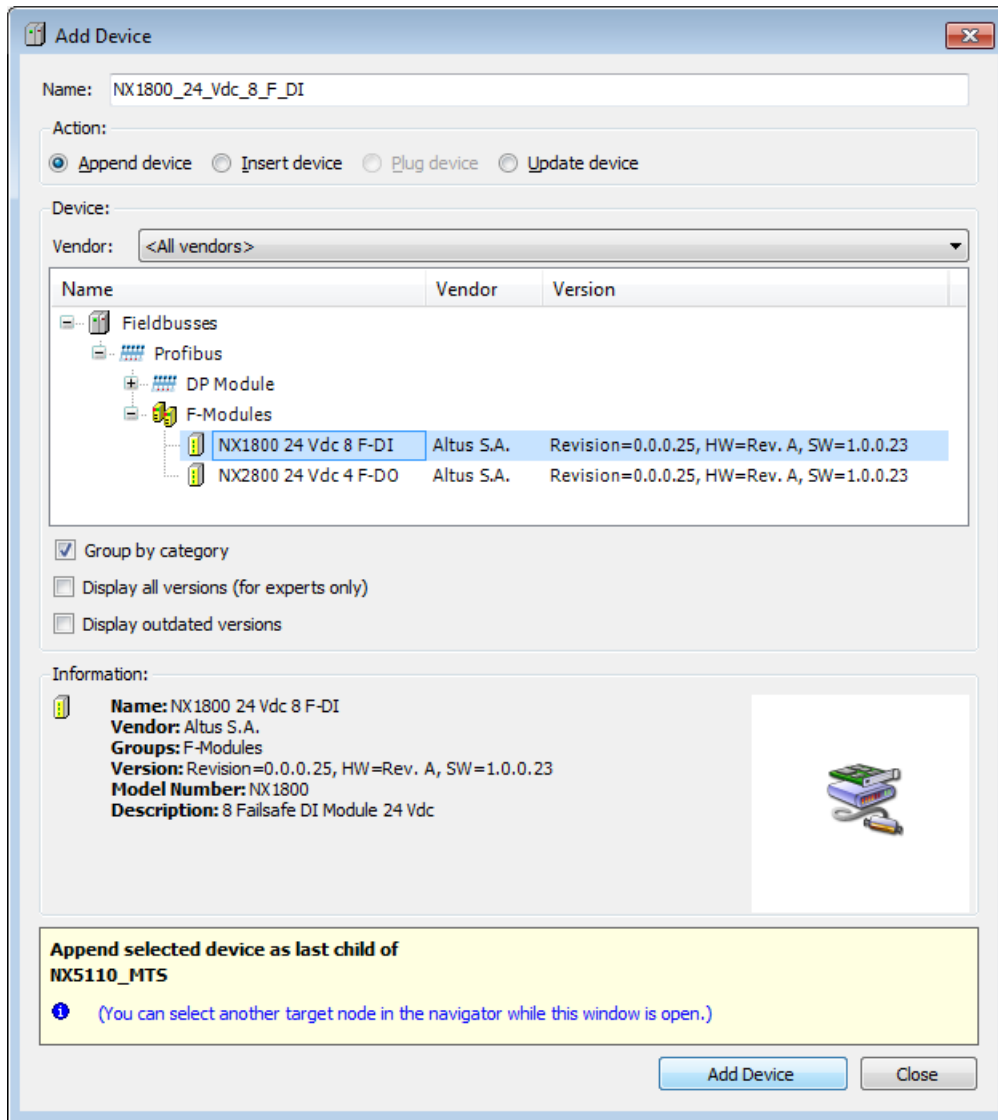 Add Device
Name: NX1800_24_Vdc_8_F_DI
Action:
Append device Insert device Plug device Update device
Device:
Vendor: <All vendors>
Name Vendor Version
Fieldbusses
Profibus
DP Module
F-Modules
NX1800 24 Vdc 8 F-DI Altus S.A. Revision=0.0.0.25, HW=Rev. A, SW=1.0.0.23
NX2800 24 Vdc 4 F-DO Altus S.A. Revision=0.0.0.25, HW=Rev. A, SW=1.0.0.23
Group by category
Display all versions (for experts only)
Display outdated versions
Information:
Name: NX1800 24 Vdc 8 F-DI
Vendor: Altus S.A.
Groups: F-Modules
Version: Revision=0.0.0.25, HW=Rev. A, SW=1.0.0.23
Model Number: NX1800
Description: 8 Failsafe DI Module 24 Vdc
Append selected device as last child of
NX5110_MTS
(You can select another target node in the navigator while this window is open.)
Add Device Close